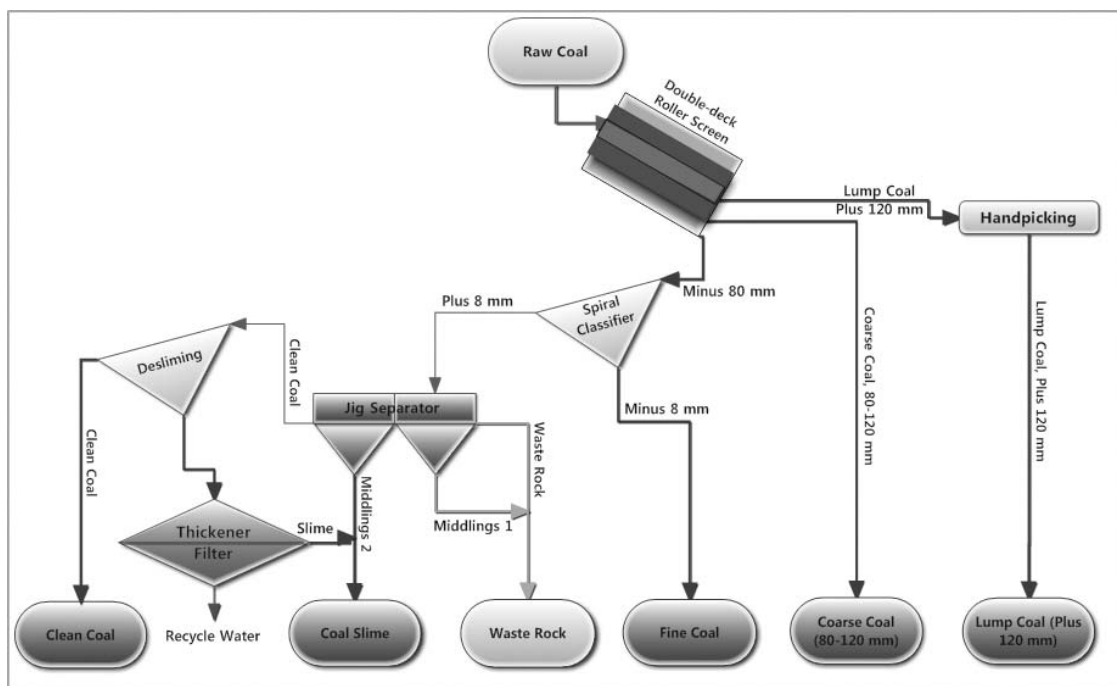 Raw Coal
Double-deck
Roller Screen
Lump Coal
Plus 120 mm
Handpicking
Minus 80 mm
Plus 8 mm
Spiral
Classifier
Desliming
Clean Coal
Jig Separator
Minus 8 mm
Coarse Coal, 80-120 mm
Lump Coal, Plus 120 mm
Clean Coal
Waste Rock
Middlings 2
Middlings 1
Thickener
Filter
Slime
Recycle Water
Clean Coal
Coal Slime
Waste Rock
Fine Coal
Coarse Coal
(80-120 mm)
Lump Coal (Plus
120 mm)